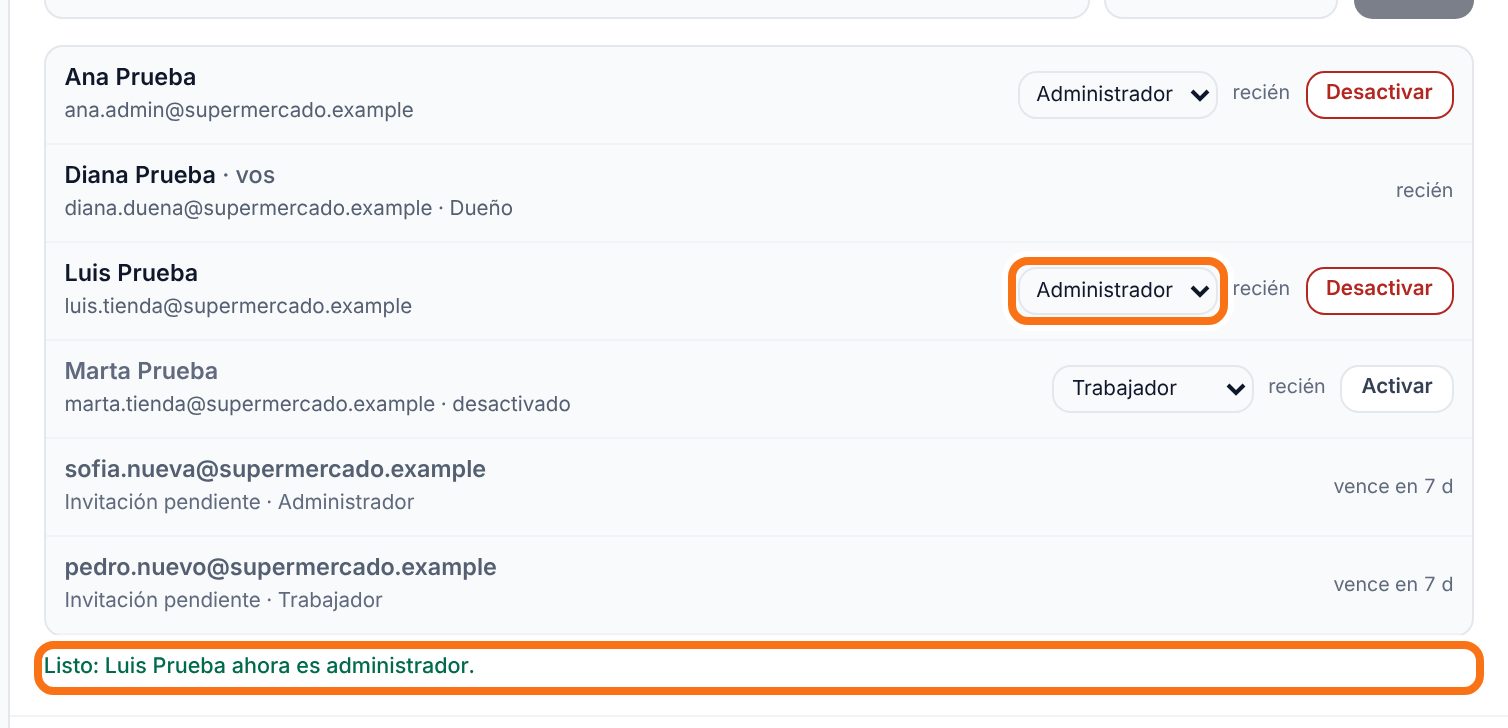 Ana Prueba
ana.admin@supermercado.example
Administrador recién Desactivar
Diana Prueba · vos
diana.duena@supermercado.example · Dueño
recién
Luis Prueba
luis.tienda@supermercado.example
Administrador recién Desactivar
Marta Prueba
marta.tienda@supermercado.example · desactivado
Trabajador recién Activar
sofia.nueva@supermercado.example
Invitación pendiente · Administrador
vence en 7 d
pedro.nuevo@supermercado.example
Invitación pendiente · Trabajador
vence en 7 d
Listo: Luis Prueba ahora es administrador.